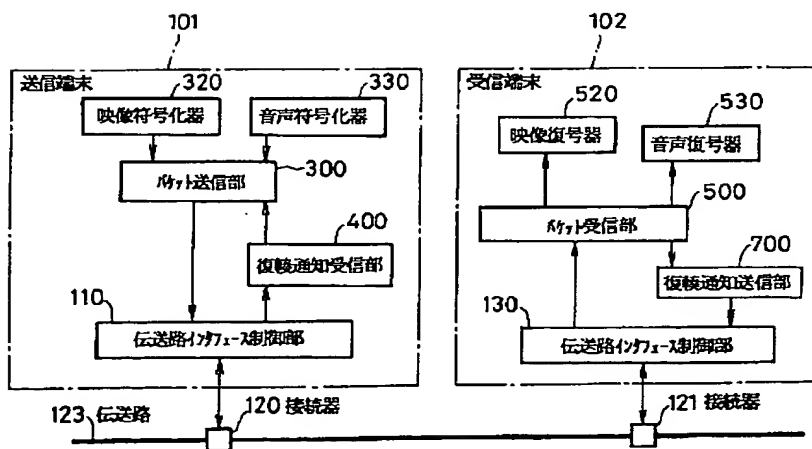 101
送信端末
320
映像符号化器
330
音声符号化器
300
パケット送信部
400
復輳通知受信部
110
伝送路インタフェース制御部
102
受信端末
520
映像復号器
530
音声復号器
500
パケット受信部
700
復輳通知送信部
130
伝送路インタフェース制御部
123 伝送路
120 接続器
121 接続器